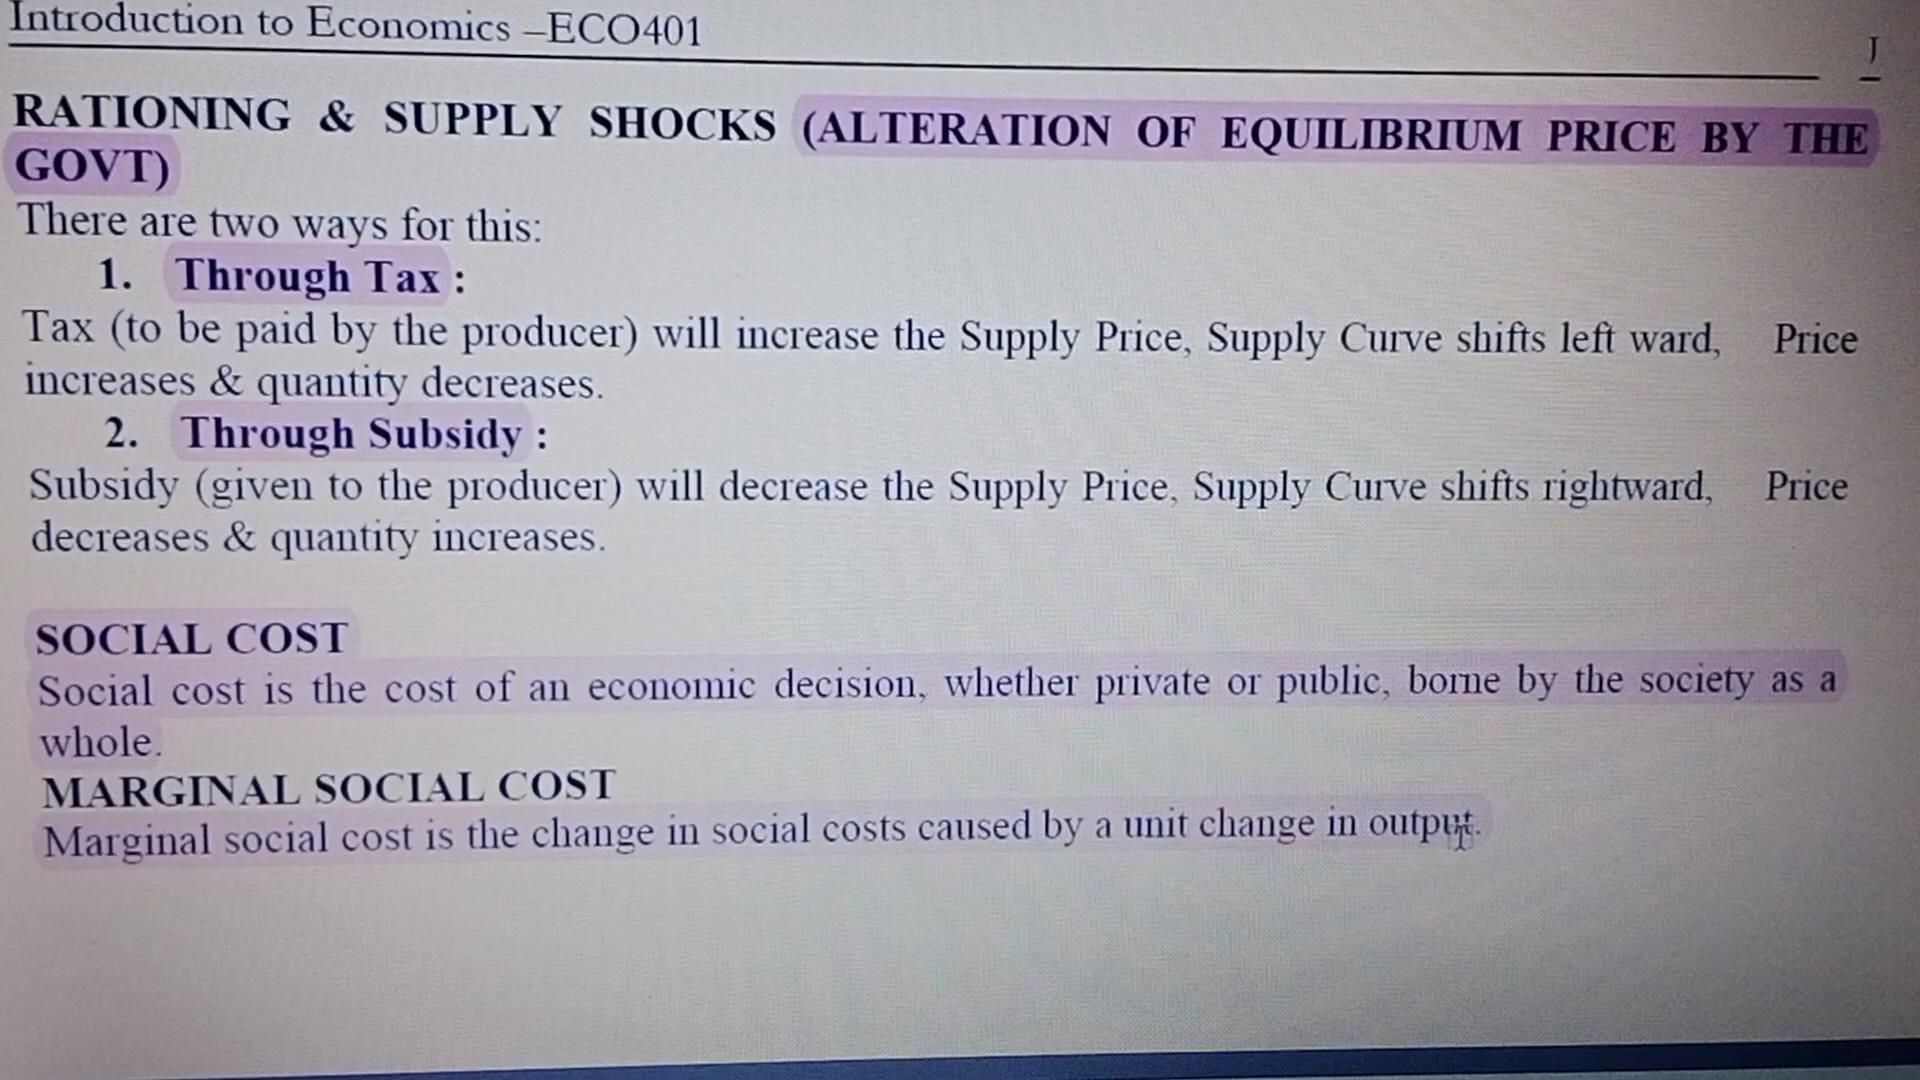 Introduction to Economics –ECO401
J
RATIONING & SUPPLY SHOCKS (ALTERATION OF EQUILIBRIUM PRICE BY THE
GOVT)
There are two ways for this:
1. Through Tax :
Tax (to be paid by the producer) will increase the Supply Price, Supply Curve shifts left ward, Price
increases & quantity decreases.
2. Through Subsidy :
Subsidy (given to the producer) will decrease the Supply Price, Supply Curve shifts rightward, Price
decreases & quantity increases.
SOCIAL COST
Social cost is the cost of an economic decision, whether private or public, borne by the society as a
whole.
MARGINAL SOCIAL COST
Marginal social cost is the change in social costs caused by a unit change in output.